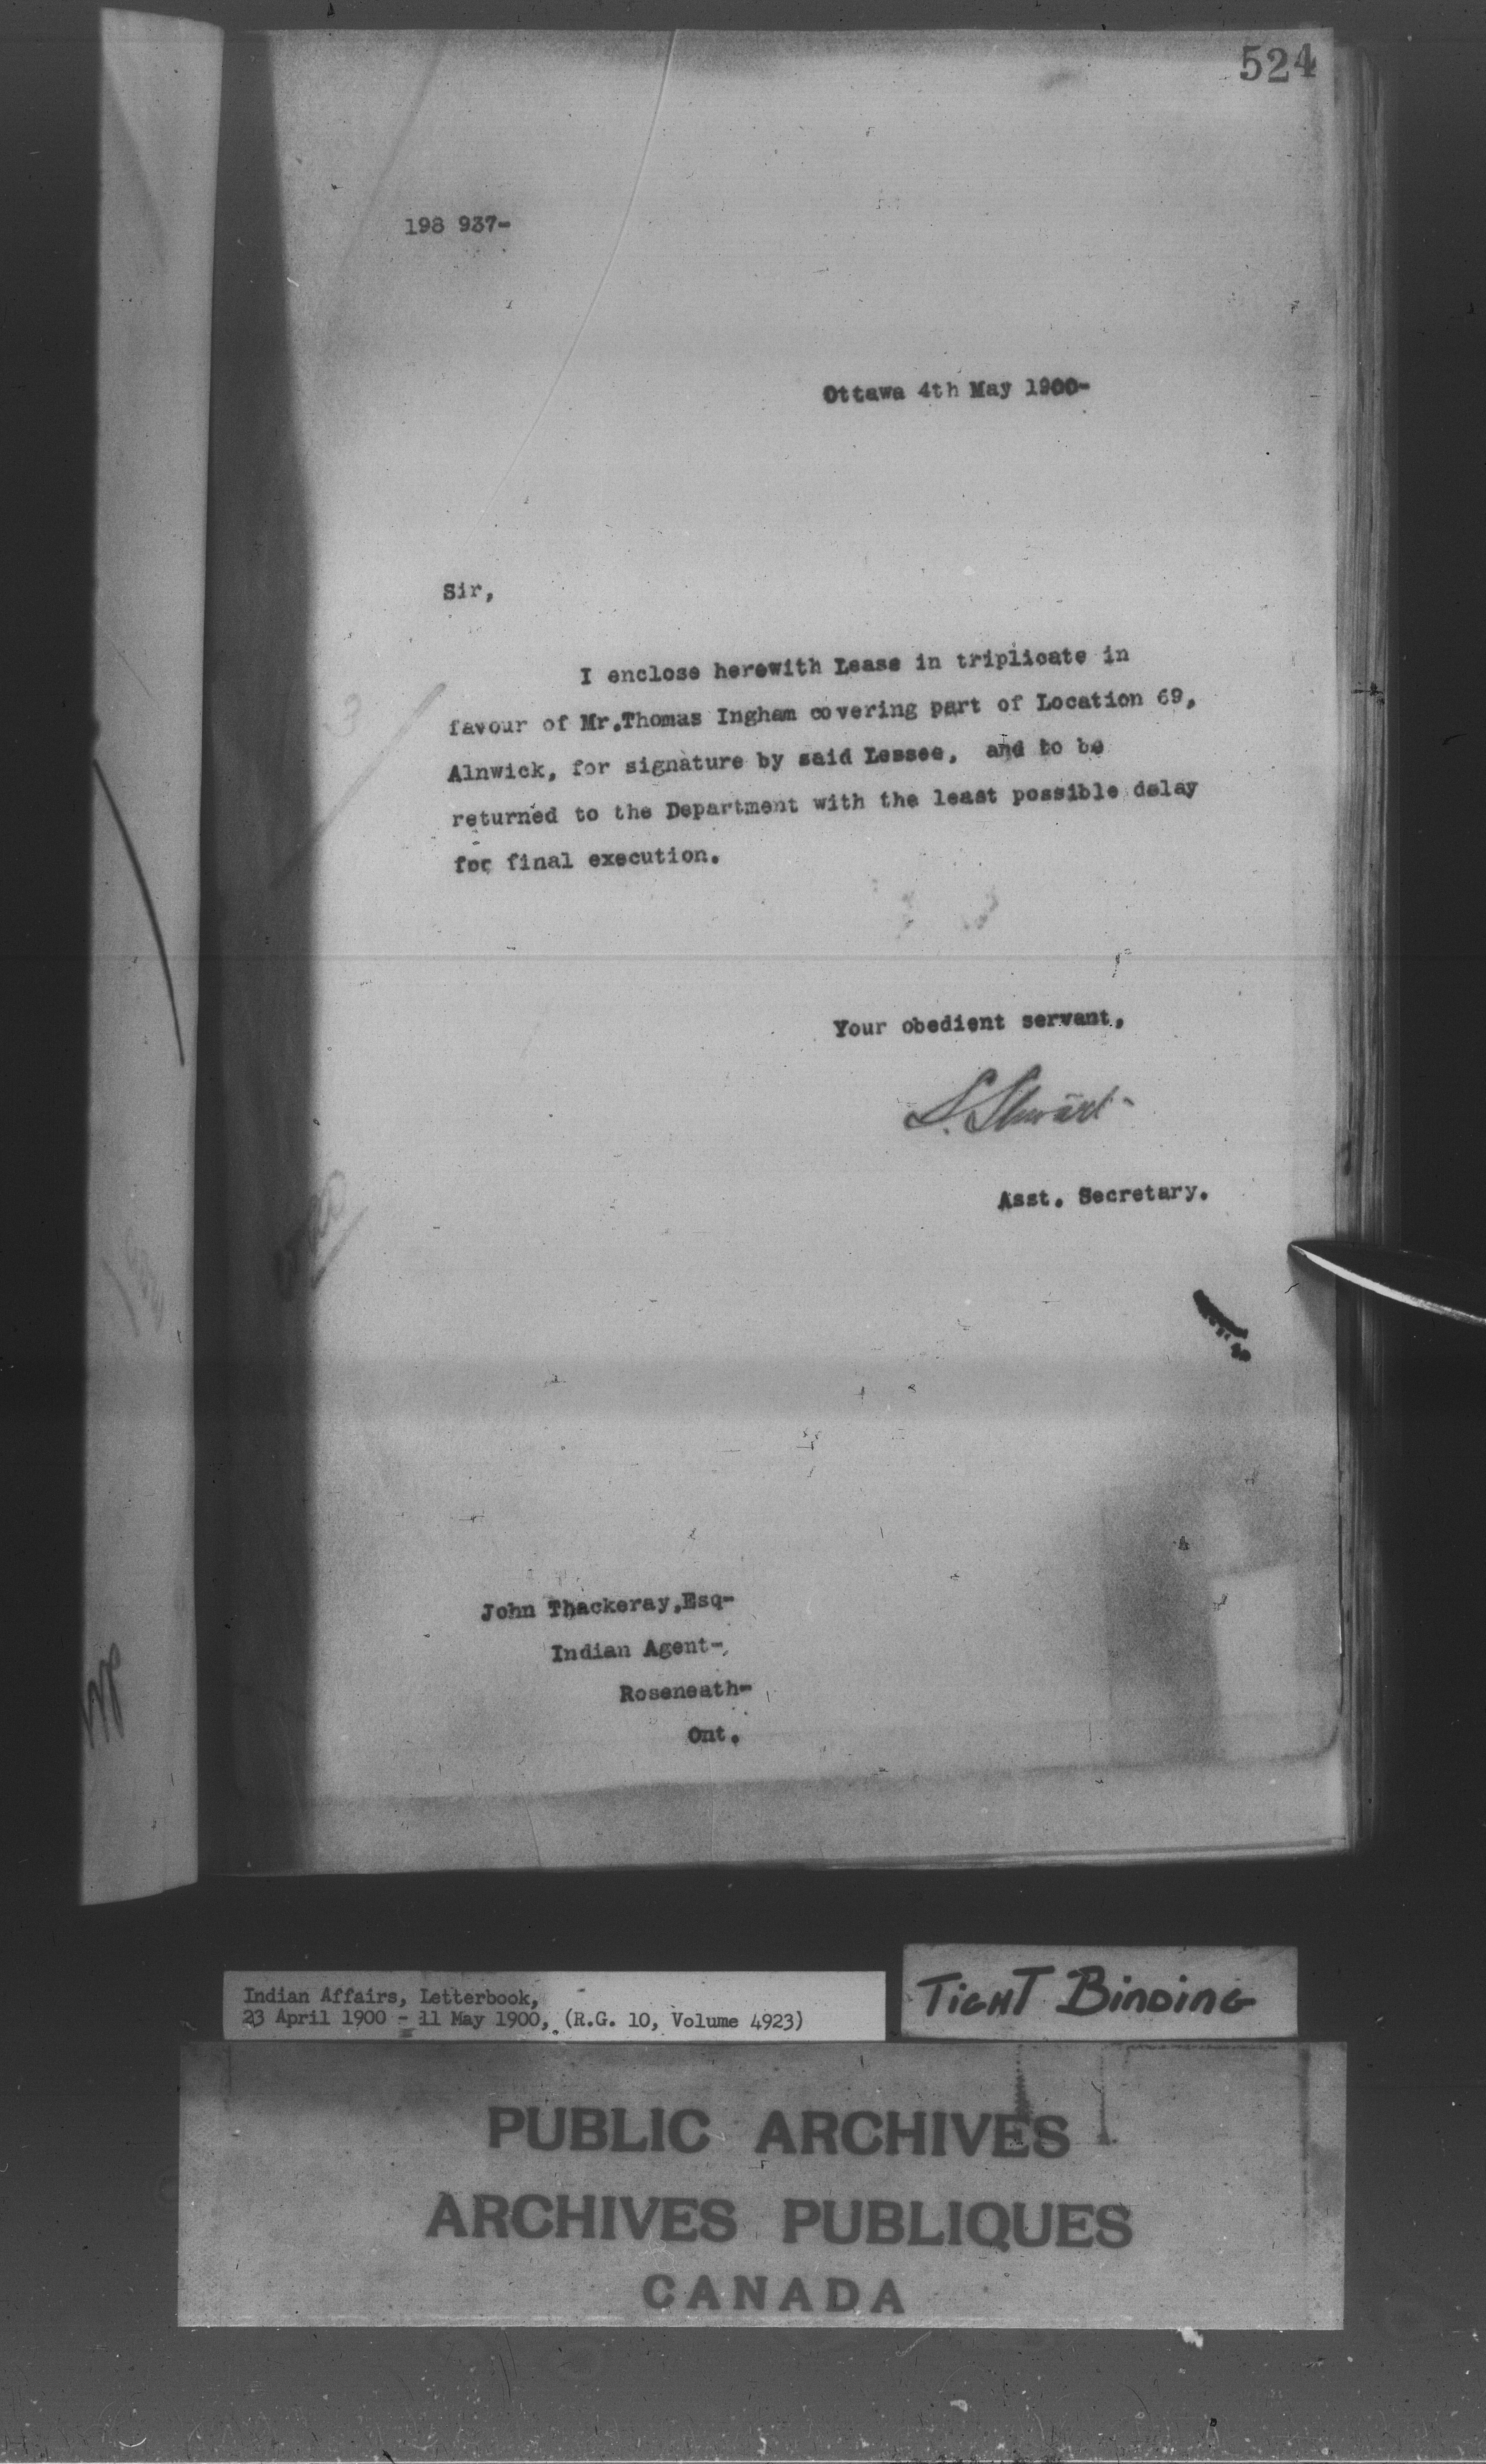 524
198 937-
Ottawa 4th May 1900-
Sir,
I enclose herewith Lease in triplicate in
favour of Mr.Thomas Ingham covering part of Location 69,
Alnwick, for signature by said Lessee, and to be
returned to the Department with the least possible delay
for final execution.
Your obedient servant,
S. Stewart-
Asst. Secretary.
John Thackeray,Esq-
Indian Agent-
Roseneath-
Ont.
Indian Affairs, Letterbook,
23 April 1900 - 11 May 1900, (R.G. 10, Volume 4923)
TIGHT BINDING
PUBLIC ARCHIVES
ARCHIVES PUBLIQUES
CANADA